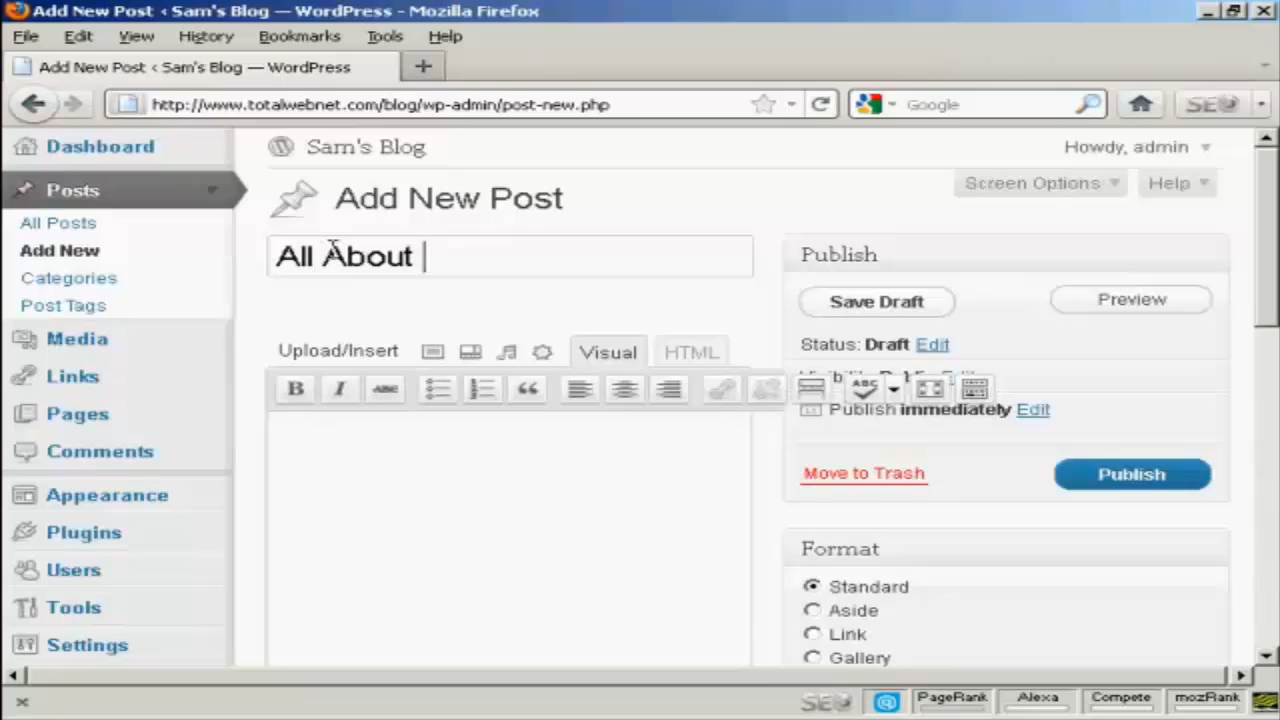 Add New Post ‹ Sam's Blog — WordPress - Mozilla Firefox
File Edit View History Bookmarks Tools Help
Add New Post ‹ Sam's Blog — WordPress
http://www.totalwebnet.com/blog/wp-admin/post-new.php
Google
SEO
Dashboard
Posts
All Posts
Add New
Categories
Post Tags
Media
Links
Pages
Comments
Appearance
Plugins
Users
Tools
Settings
Sam's Blog
Howdy, admin
Screen Options
Help
Add New Post
All About
Upload/Insert
Visual
HTML
B I ABC
ABC
Publish
Save Draft
Preview
Status: Draft Edit
Publish immediately Edit
Move to Trash
Publish
Format
Standard
Aside
Link
Gallery
SEO
PageRank
Alexa
Compete
mozRank